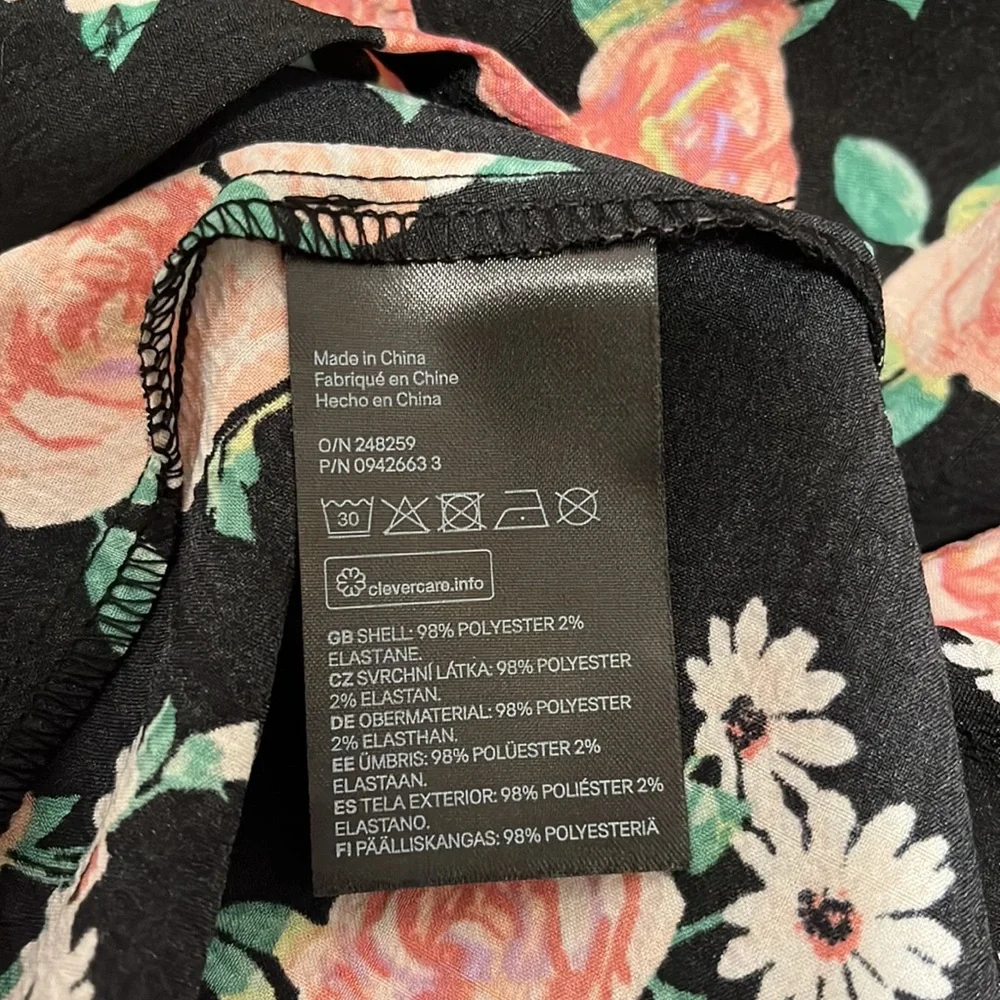 Made in China
Fabriqué en Chine
Hecho en China
O/N 248259
P/N 0942663 3
30
clevercare.info
GB SHELL: 98% POLYESTER 2%
ELASTANE.
CZ SVRCHNÍ LÁTKA: 98% POLYESTER
2% ELASTAN.
DE OBERMATERIAL: 98% POLYESTER
2% ELASTHAN.
EE ÜMBRIS: 98% POLÜESTER 2%
ELASTAAN.
ES TELA EXTERIOR: 98% POLIÉSTER 2%
ELASTANO.
FI PÄÄLLISKANGAS: 98% POLYESTERIÄ